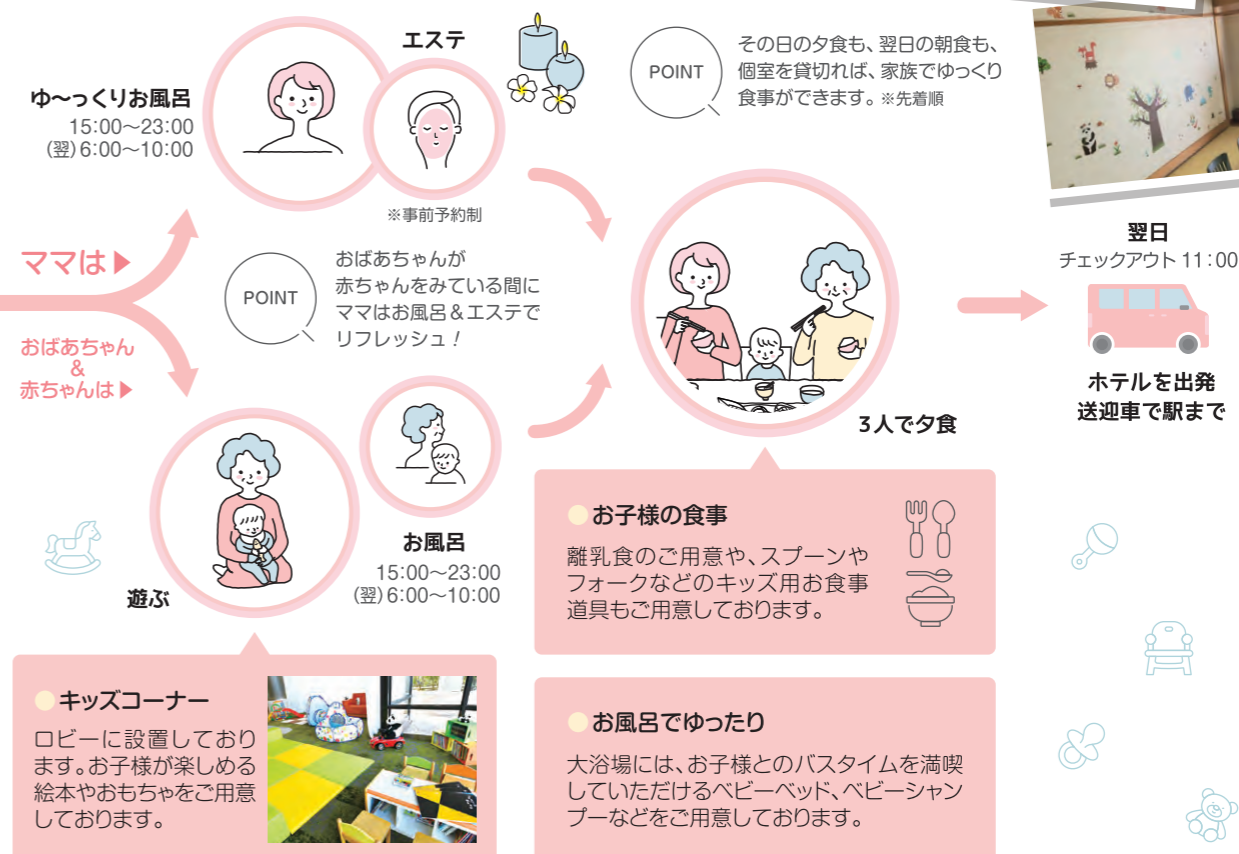 エステ
ゆ～っくりお風呂
15:00～23:00
(翌)6:00～10:00
※事前予約制
POINT
その日の夕食も、翌日の朝食も、
個室を貸切れば、家族でゆっくり
食事ができます。※先着順
ママは▶
おばあちゃん
&
赤ちゃんは▶
POINT
おばあちゃんが
赤ちゃんをみている間に
ママはお風呂＆エステで
リフレッシュ！
遊ぶ
お風呂
15:00～23:00
(翌)6:00～10:00
3人で夕食
翌日
チェックアウト 11:00
ホテルを出発
送迎車で駅まで
キッズコーナー
ロビーに設置しており
ます。お子様が楽しめる
絵本やおもちゃをご用意
しております。
お子様の食事
離乳食のご用意や、スプーンや
フォークなどのキッズ用お食事
道具もご用意しております。
お風呂でゆったり
大浴場には、お子様とのバスタイムを満喫
していただけるベビーベッド、ベビーシャン
プーなどをご用意しております。